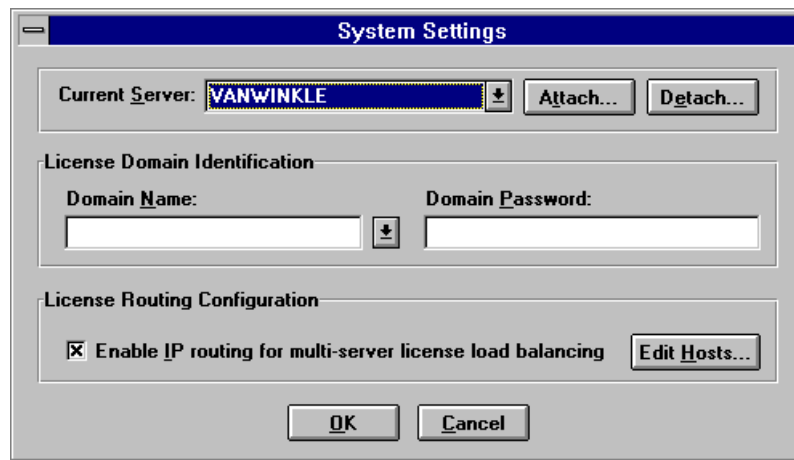 System Settings
Current Server: VANWINKLE Attach... Detach...
License Domain Identification
Domain Name: Domain Password:
License Routing Configuration
Enable IP routing for multi-server license load balancing Edit Hosts...
OK Cancel